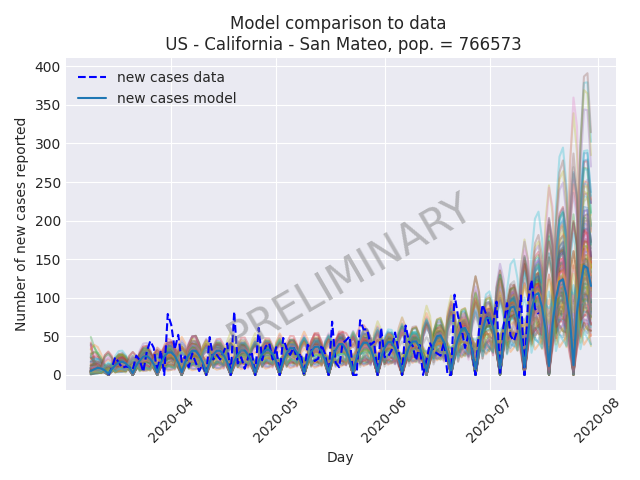 Model comparison to data
US - California - San Mateo, pop. = 766573
new cases data
new cases model
Number of new cases reported
400
350
300
250
200
150
100
50
0
PRELIMINARY
2020-04
2020-05
2020-06
2020-07
2020-08
Day